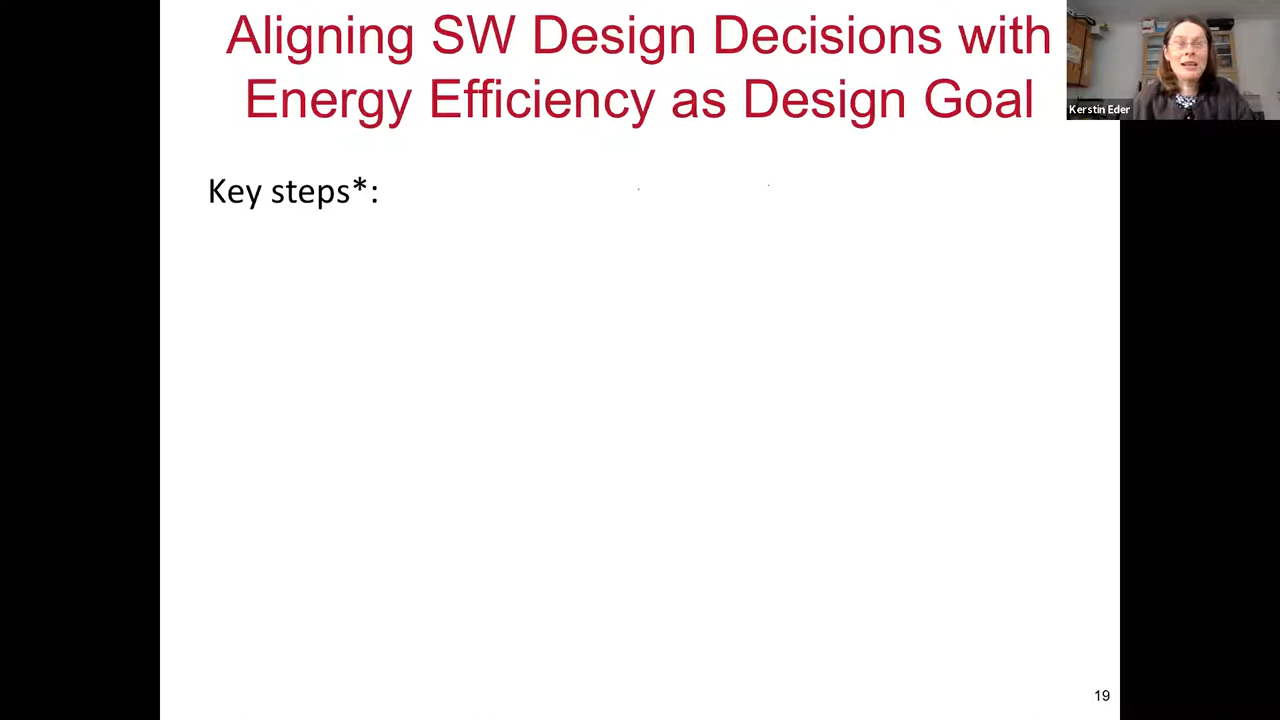 Aligning SW Design Decisions with
Energy Efficiency as Design Goal
Kerstin Eder
Key steps*:
19